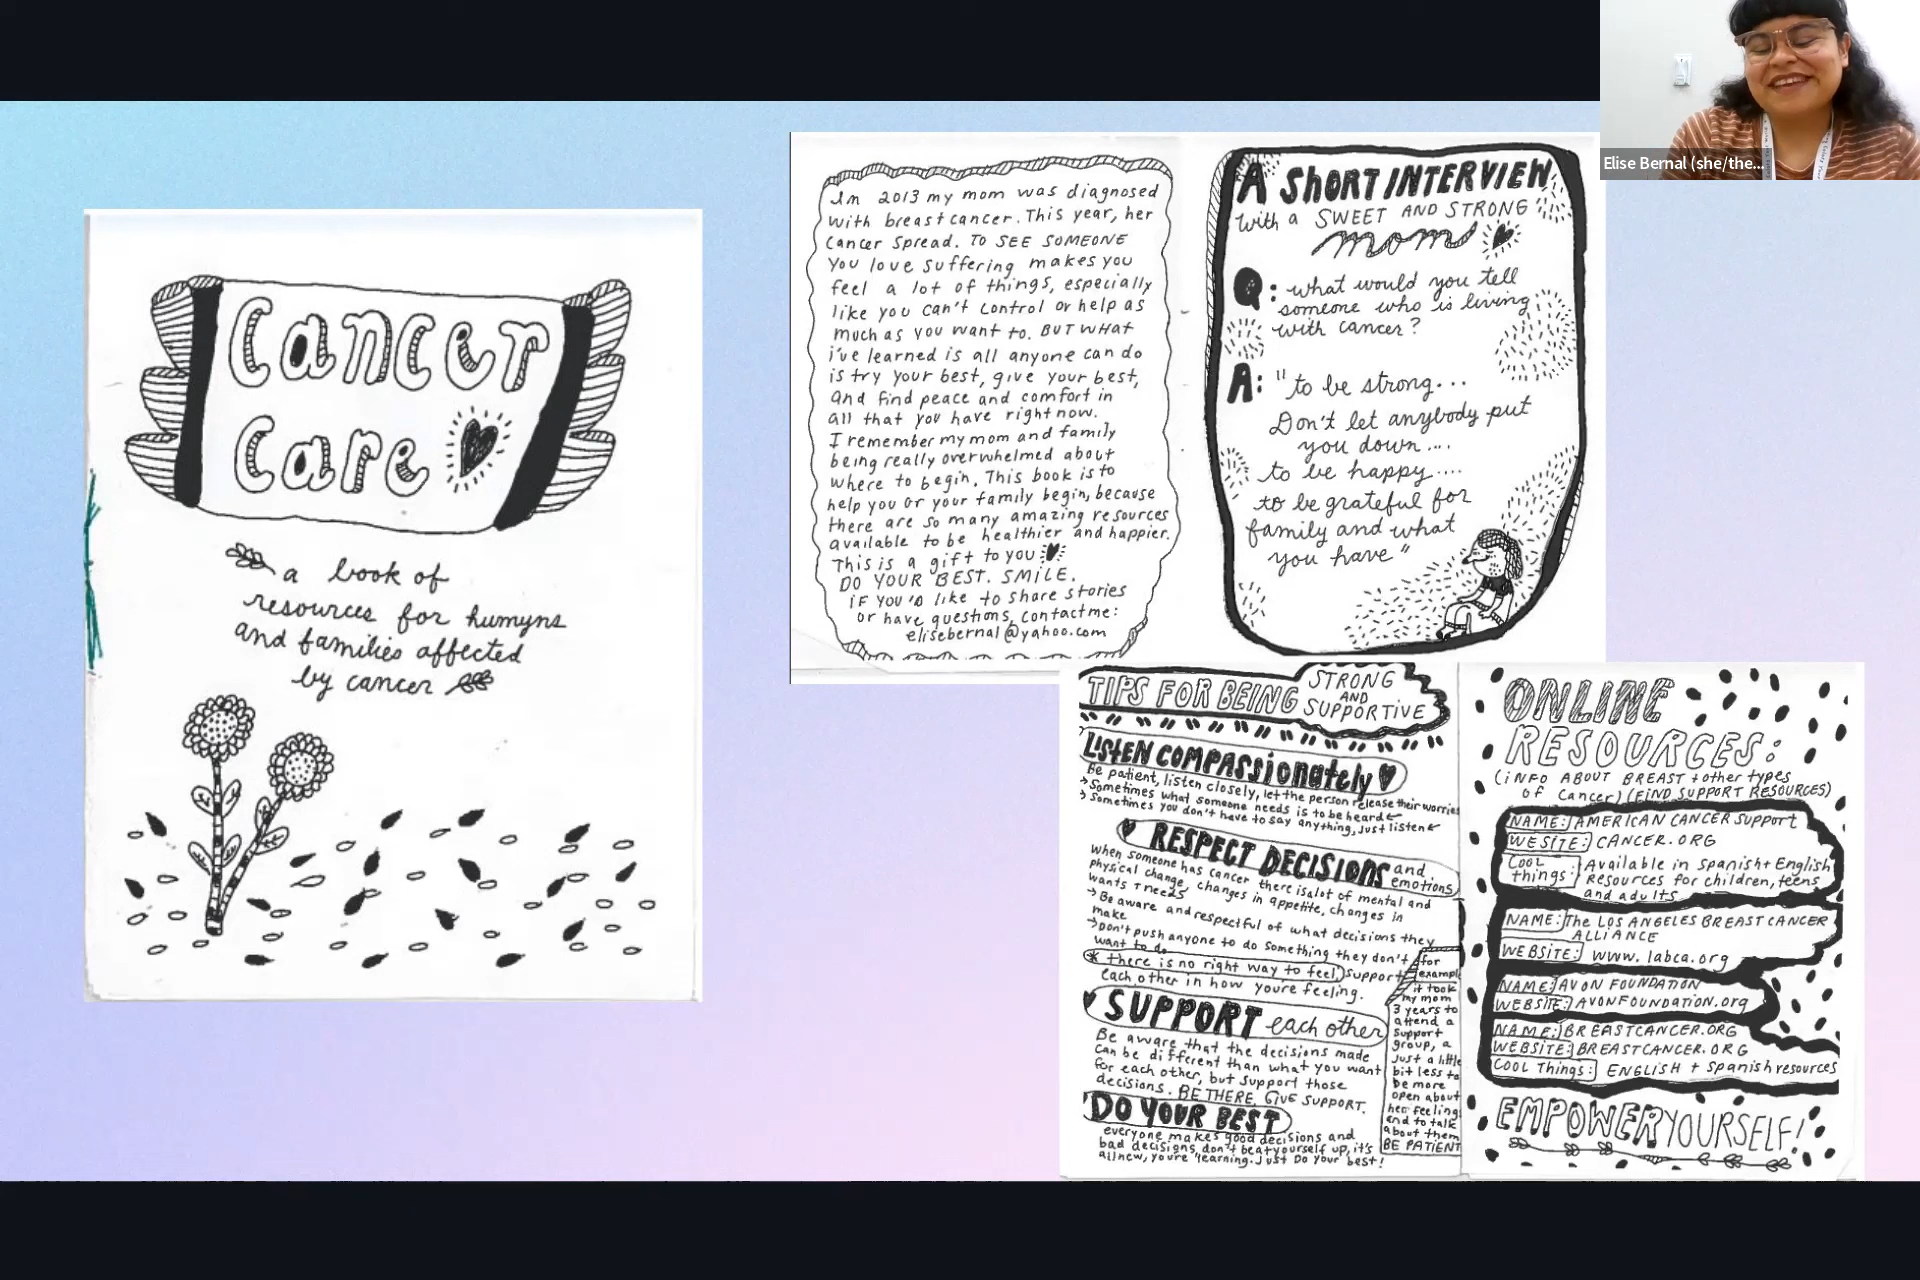 Elise Bernal (she/the...
Cancer
Care
a book of
resources for humyns
and families affected
by cancer
In 2013 my mom was diagnosed
with breast cancer. This year, her
cancer spread. TO SEE SOMEONE
You love suffering makes you
feel a lot of things, especially
like you can't control or help as
much as you want to. BUT WHAT
i've learned is all anyone can do
is try your best, give your best,
and find peace and comfort in
all that you have right now.
I remember my mom and family
being really overwhelmed about
where to begin. This book is to
help you or your family begin, because
there are so many amazing resources
available to be healthier and happier.
This is a gift to you!
DO YOUR BEST. SMILE.
IF YOU'D like to share stories
or have questions, contact me:
elisebernal@yahoo.com
A SHORT INTERVIEW
with a SWEET AND STRONG
mom
Q: what would you tell
someone who is living
with cancer?
A: "to be strong...
Don't let anybody put
you down....
to be happy....
to be grateful for
family and what
you have"
TIPS FOR BEING STRONG
AND
SUPPORTIVE
LISTEN COMPASSIONATELY
Be patient, listen closely, let the person release their worries
→ Sometimes what someone needs is to be heard
→ Sometimes you don't have to say anything, just listen
RESPECT DECISIONS and
emotions
When someone has cancer there is a lot of mental and
physical change, changes in appetite, changes in
wants + needs
→ Be aware and respectful of what decisions they
make
→ Don't push anyone to do something they don't
want to do
* there is no right way to feel, support
each other in how youre feeling.
for
example
it took
my mom
3 years to
attend a
support
group, a
just a little
bit less to
be more
open about
her feeling
and to talk
about them
BE PATIENT
SUPPORT each other
Be aware that the decisions made
can be different than what you want
for each other, but support those
decisions. BE THERE. GIVE SUPPORT.
DO YOUR BEST
everyone makes good decisions and
bad decisions, don't beat yourself up, it's
all new, you're learning. Just Do your best!
ONLINE
RESOURCES:
(INFO ABOUT BREAST + other types
of Cancer) (FIND SUPPORT RESOURCES)
NAME: AMERICAN CANCER SUPPORT
WESITE: CANCER.ORG
COOL things: Available in Spanish + English
Resources for children, teens
and adults
NAME: The LOS ANGELES BREAST CANCER
ALLIANCE
WEBSITE: www.labca.org
NAME: AVON FOUNDATION
WEBSITE: AVONFOUNDATION.org
NAME: BREASTCANCER.ORG
WEBSITE: BREASTCANCER.ORG
COOL Things: ENGLISH + Spanish resources
EMPOWER YOURSELF!